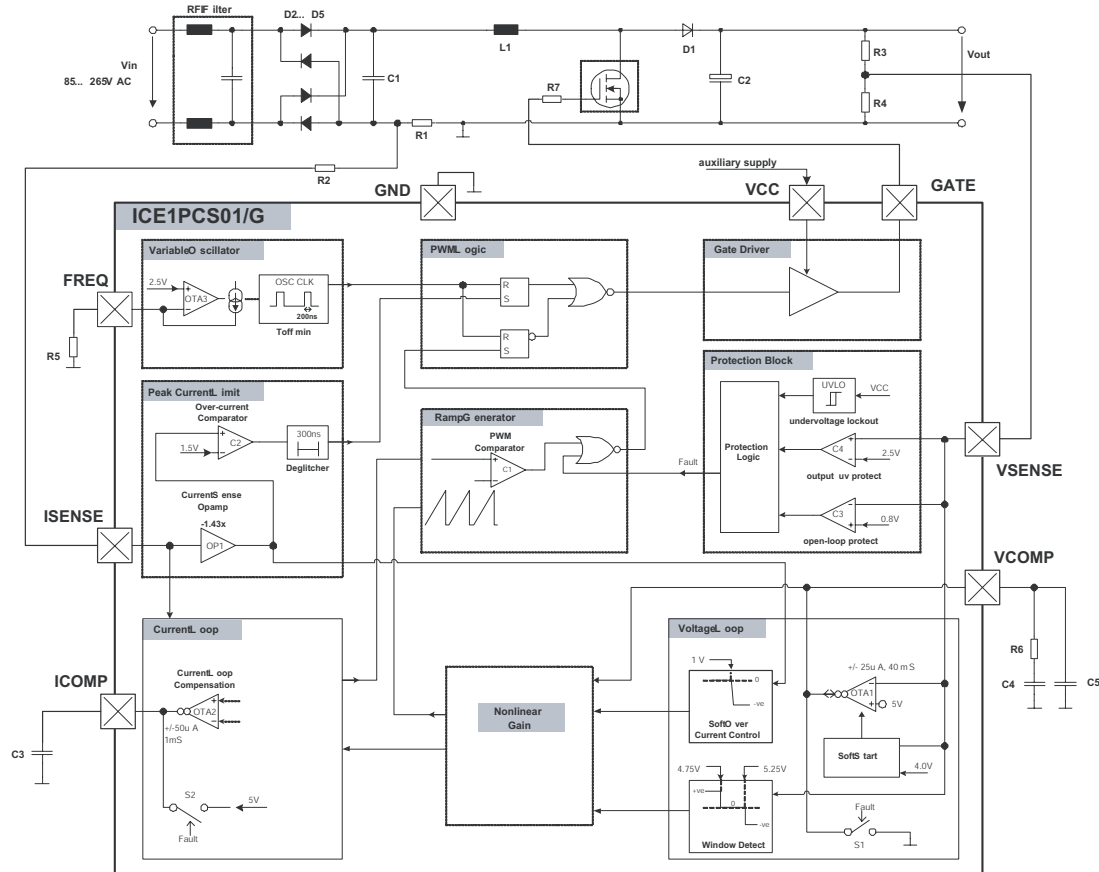 RFIF ilter
D2... D5
Vin
85... 265V AC
C1
L1
D1
R7
C2
R3
R4
Vout
R1
R2
GND
auxiliary supply
VCC
GATE
ICE1PCS01/G
VariableO scillator
FREQ
2.5V
+
−
OTA3
OSC CLK
200ns
Toff min
R5
PWML ogic
R
S
R
S
Gate Driver
Peak CurrentL imit
Over-current
Comparator
+
−
C2
1.5V
300ns
Deglitcher
CurrentS ense
Opamp
-1.43x
OP1
ISENSE
RampG enerator
PWM
Comparator
+
−
C1
Fault
Protection Block
Protection
Logic
UVLO
VCC
undervoltage lockout
C4
+
−
2.5V
output uv protect
C3
−
+
0.8V
open-loop protect
VSENSE
VCOMP
R6
C4
C5
CurrentL oop
CurrentL oop
Compensation
OTA2
+
−
+/-50u A
1mS
ICOMP
C3
S2
5V
Fault
Nonlinear
Gain
VoltageL oop
1 V
0
-ve
SoftO ver
Current Control
+/- 25u A, 40 mS
OTA1
−
+
5V
SoftS tart
4.0V
4.75V
5.25V
+ve
0
-ve
Window Detect
Fault
S1